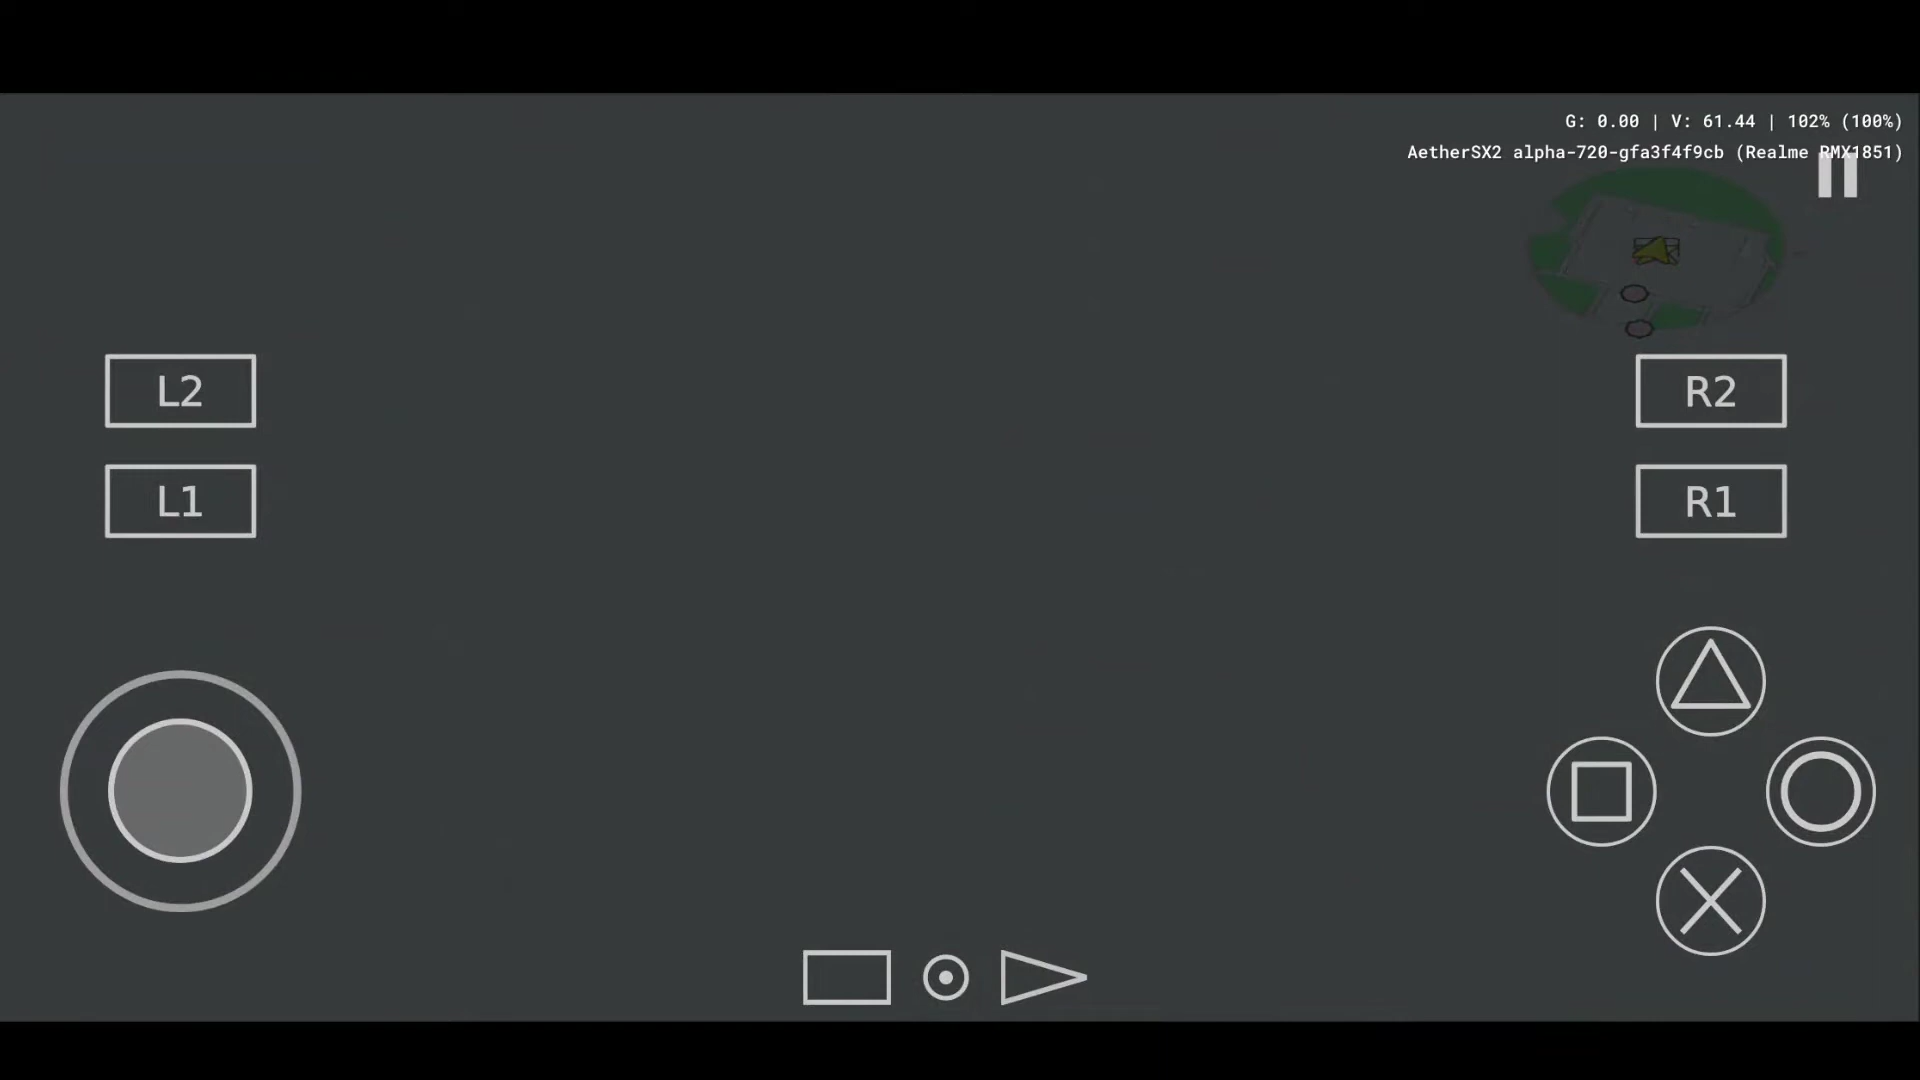 G: 0.00 | V: 61.44 | 102% (100%)
AetherSX2 alpha-720-gfa3f4f9cb (Realme RMX1851)
L2
R2
L1
R1